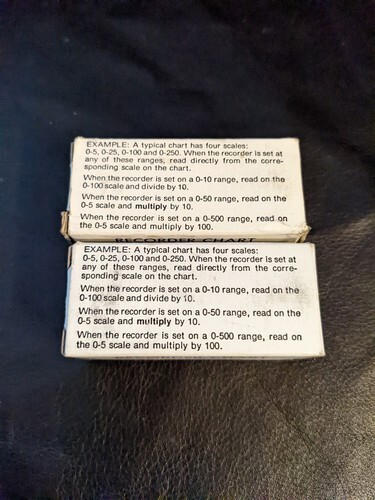 EXAMPLE: A typical chart has four scales:
0-5, 0-25, 0-100 and 0-250. When the recorder is set at
any of these ranges, read directly from the corre-
sponding scale on the chart.
When the recorder is set on a 0-10 range, read on the
0-100 scale and divide by 10.
When the recorder is set on a 0-50 range, read on the
0-5 scale and multiply by 10.
When the recorder is set on a 0-500 range, read on
the 0-5 scale and multiply by 100.
RECORDER CHART
EXAMPLE: A typical chart has four scales:
0-5, 0-25, 0-100 and 0-250. When the recorder is set at
any of these ranges, read directly from the corre-
sponding scale on the chart.
When the recorder is set on a 0-10 range, read on the
0-100 scale and divide by 10.
When the recorder is set on a 0-50 range, read on the
0-5 scale and multiply by 10.
When the recorder is set on a 0-500 range, read on
the 0-5 scale and multiply by 100.